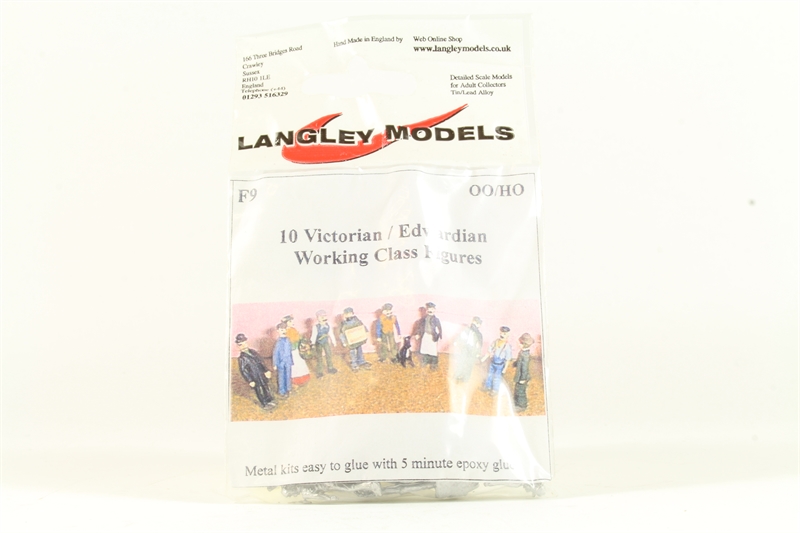 166 Three Bridges Road
Crawley
Sussex
RH10 1LE
England
01293 516329
Hand Made in England by
Web Online Shop
www.langleymodels.co.uk
Detailed Scale Models
for Adult Collectors
Tin/Lead Alloy
LANGLEY MODELS
F9
OO/HO
10 Victorian / Edwardian
Working Class Figures
Metal kits easy to glue with 5 minute epoxy glue